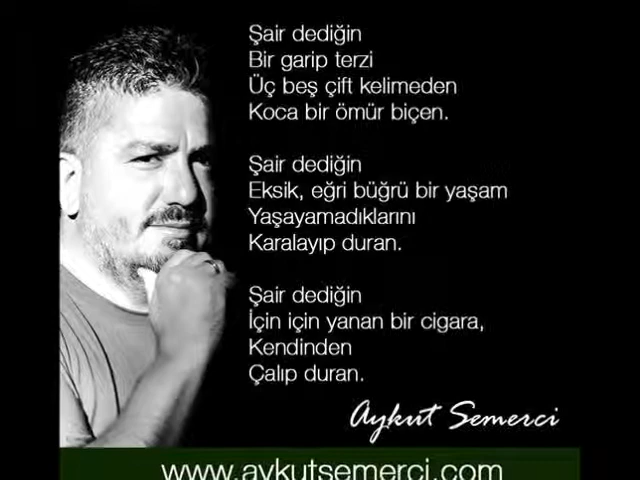 Şair dediğin
Bir garip terzi
Üç beş çift kelimeden
Koca bir ömür biçen.
Şair dediğin
Eksik, eğri büğrü bir yaşam
Yaşayamadıklarını
Karalayıp duran.
Şair dediğin
İçin için yanan bir cigara,
Kendinden
Çalıp duran.
Aykut Semerci
www.aykutsemerci.com